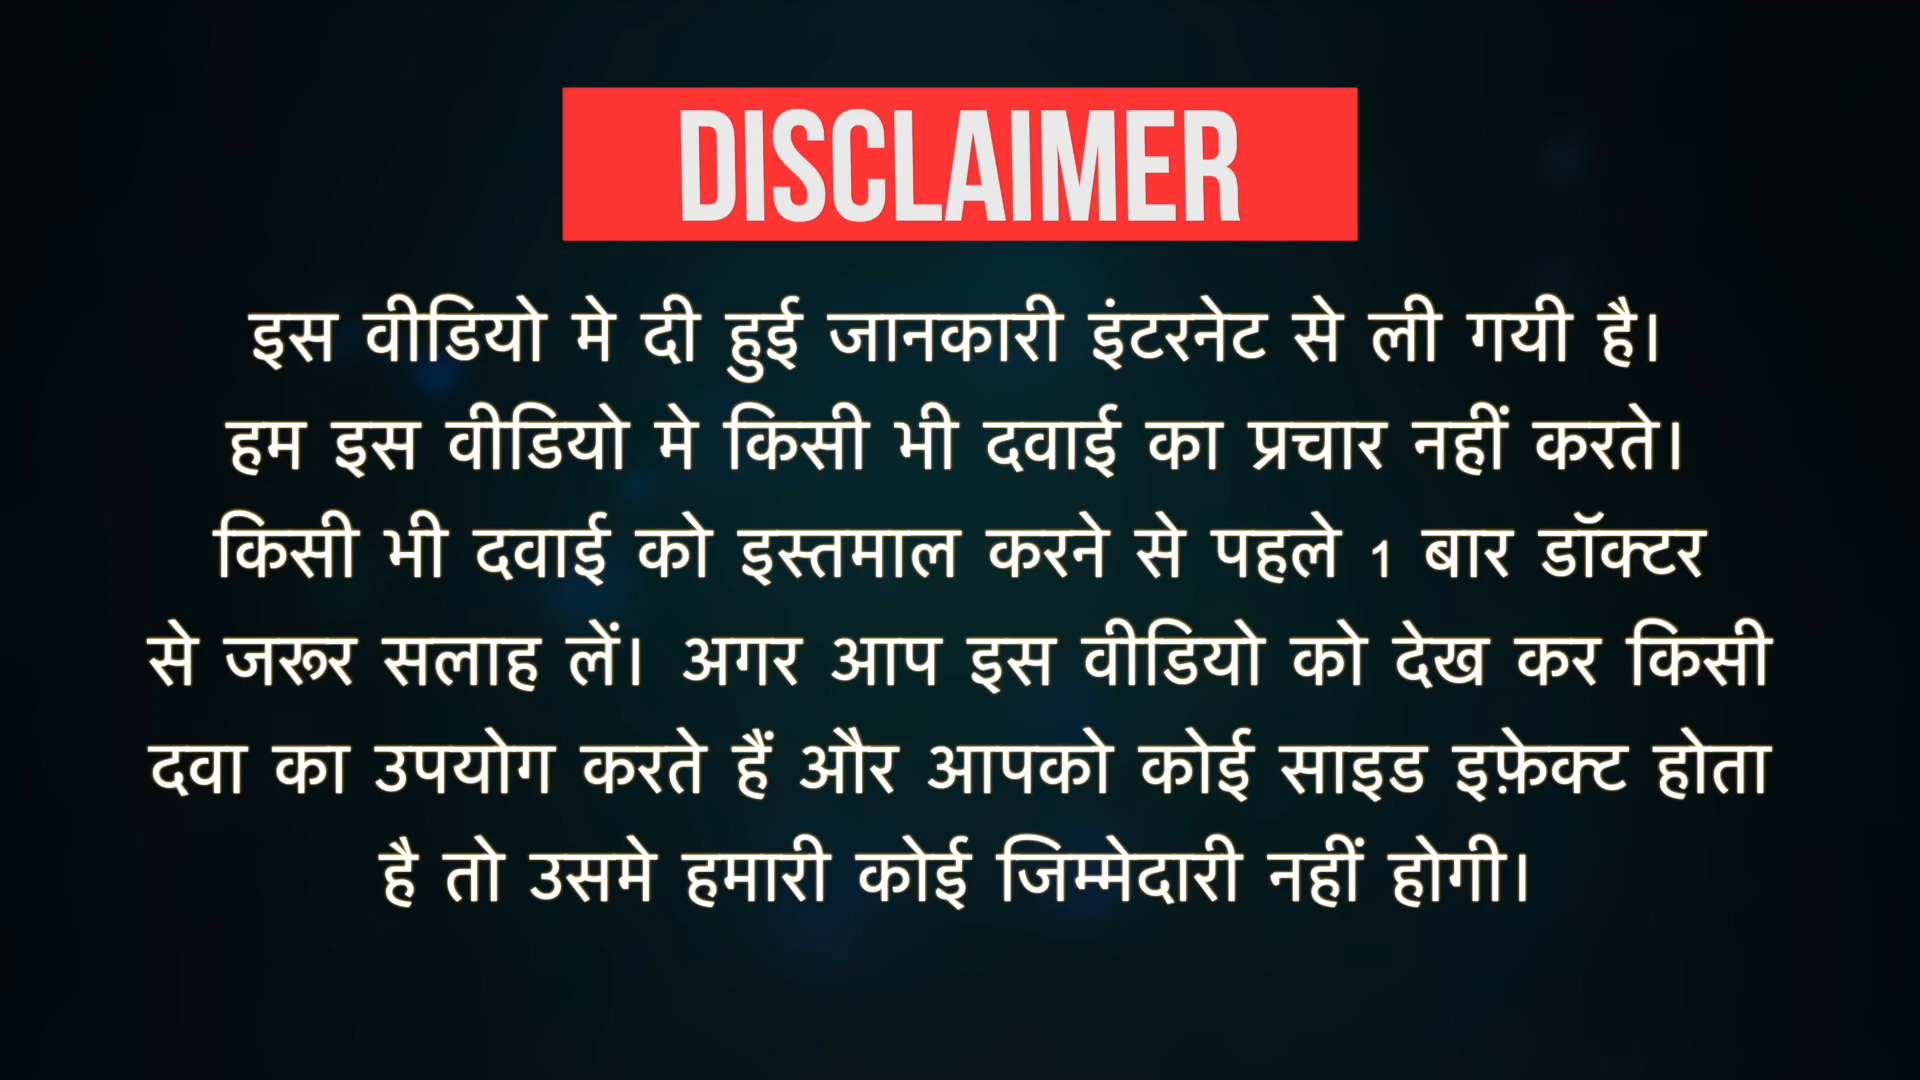 DISCLAIMER
इस वीडियो मे दी हुई जानकारी इंटरनेट से ली गयी है।
हम इस वीडियो मे किसी भी दवाई का प्रचार नहीं करते।
किसी भी दवाई को इस्तमाल करने से पहले 1 बार डॉक्टर
से जरूर सलाह लें। अगर आप इस वीडियो को देख कर किसी
दवा का उपयोग करते हैं और आपको कोई साइड इफ़ेक्ट होता
है तो उसमे हमारी कोई जिम्मेदारी नहीं होगी।